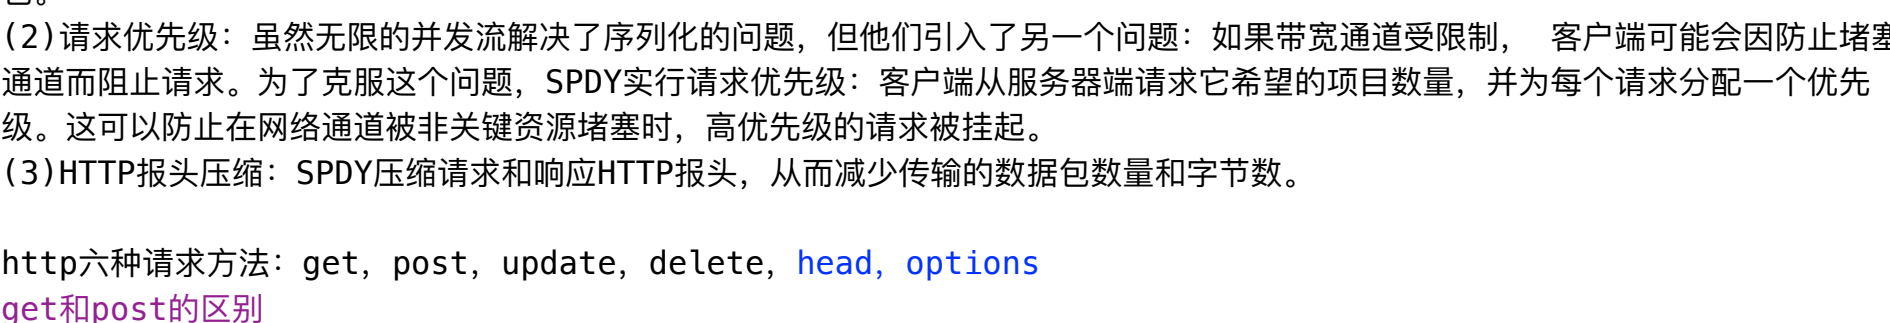 (2)请求优先级：虽然无限的并发流解决了序列化的问题，但他们引入了另一个问题：如果带宽通道受限制， 客户端可能会因防止堵塞
通道而阻止请求。为了克服这个问题，SPDY实行请求优先级：客户端从服务器端请求它希望的项目数量，并为每个请求分配一个优先
级。这可以防止在网络通道被非关键资源堵塞时，高优先级的请求被挂起。
(3)HTTP报头压缩：SPDY压缩请求和响应HTTP报头，从而减少传输的数据包数量和字节数。
http六种请求方法：get，post，update，delete，head，options
get和post的区别